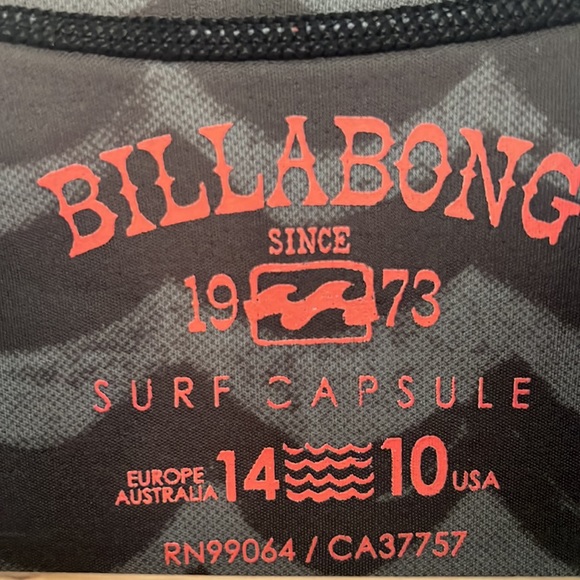 BILLABONG
SINCE
19 73
SURF CAPSULE
EUROPE
AUSTRALIA 14 10 USA
RN99064 / CA37757